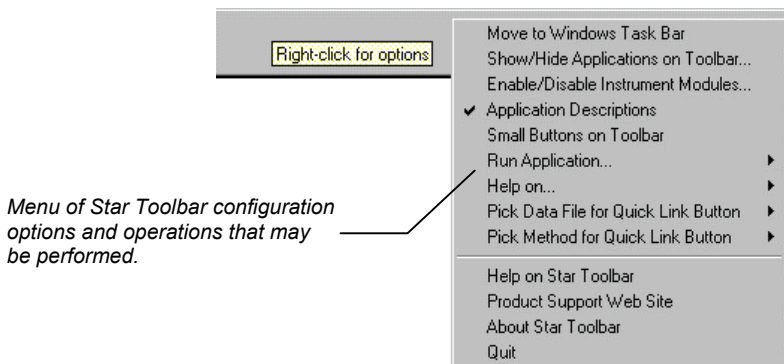 Right-click for options
Move to Windows Task Bar
Show/Hide Applications on Toolbar...
Enable/Disable Instrument Modules...
Application Descriptions
Small Buttons on Toolbar
Run Application...
Help on...
Pick Data File for Quick Link Button
Pick Method for Quick Link Button
Help on Star Toolbar
Product Support Web Site
About Star Toolbar
Quit
Menu of Star Toolbar configuration
options and operations that may
be performed.